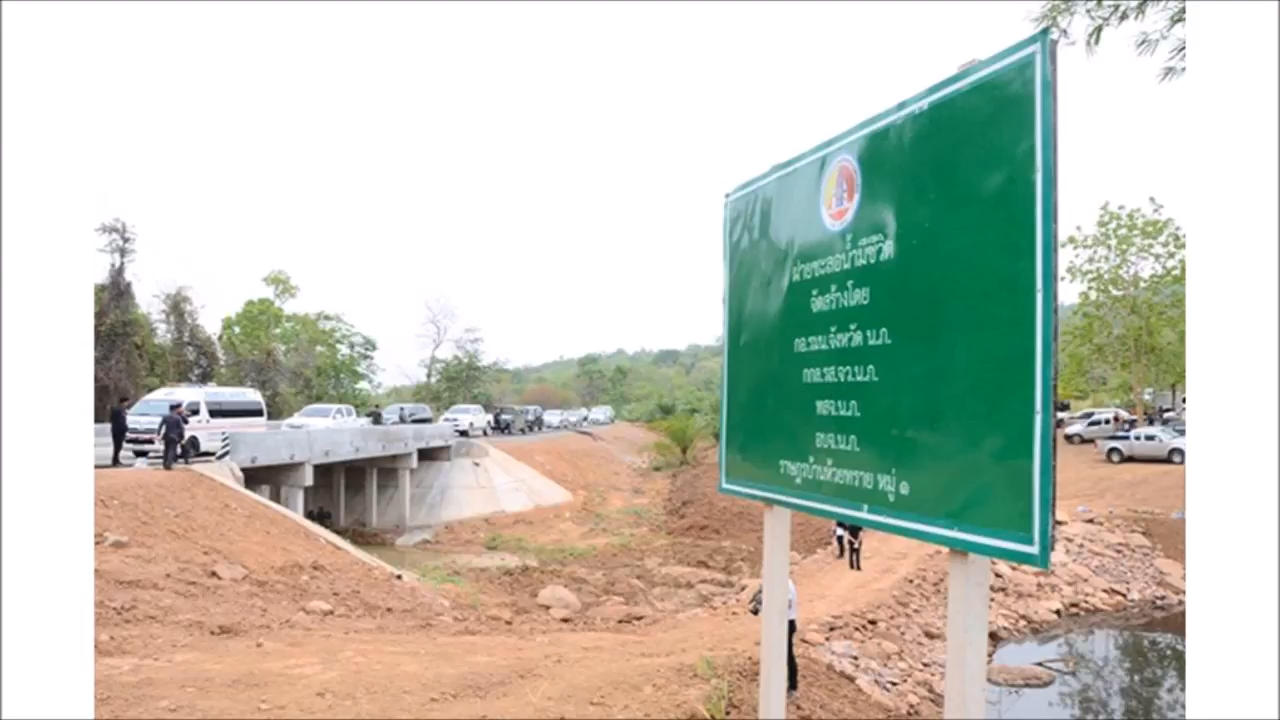 ฝายชะลอน้ำมีชีวิต
จัดสร้างโดย
กอ.รมน.จังหวัด น.ภ.
กกล.รส.จว.น.ภ.
ทสจ.น.ภ.
อบจ.น.ภ.
ราษฎรบ้านห้วยทราย หมู่ ๑